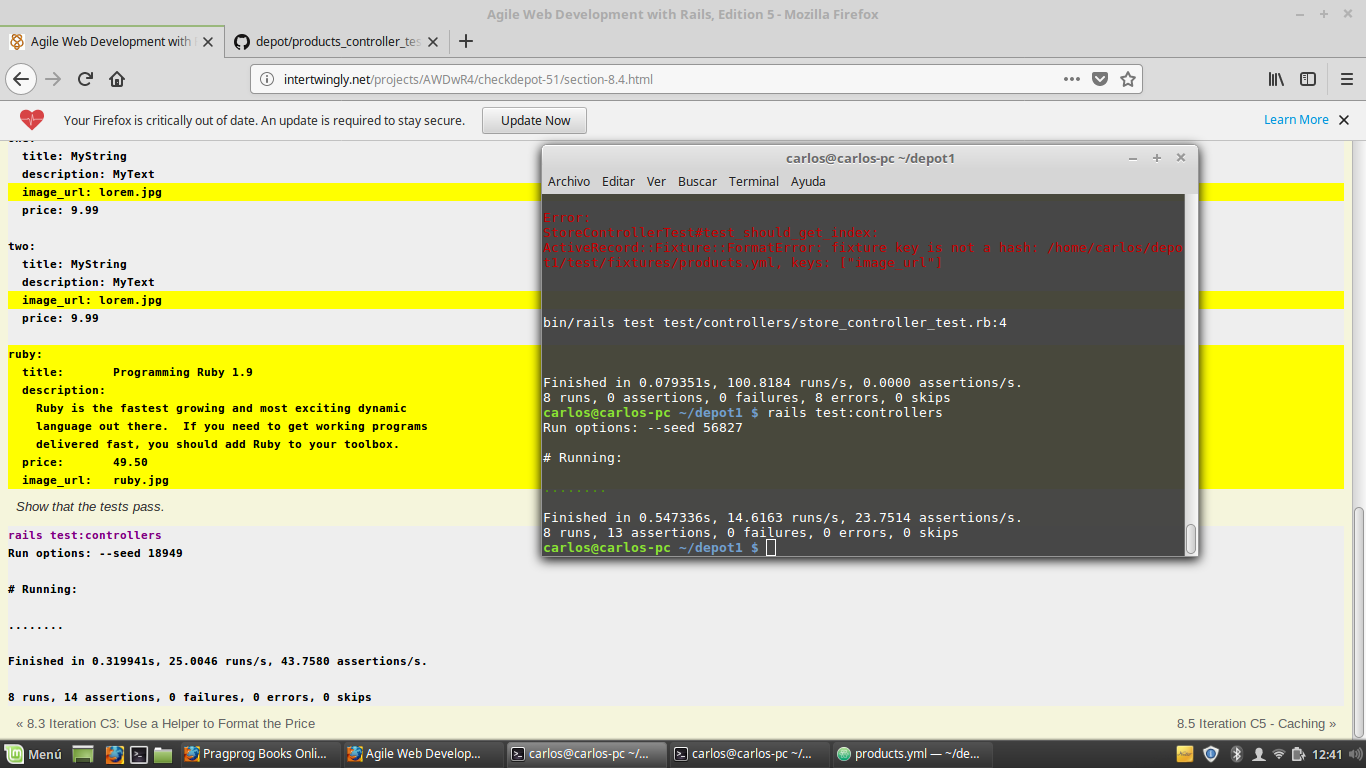 Agile Web Development with Rails, Edition 5 - Mozilla Firefox
Agile Web Development with
depot/products_controller_tes
intertwingly.net/projects/AWDwR4/checkdepot-51/section-8.4.html
Your Firefox is critically out of date. An update is required to stay secure.
Update Now
Learn More
title: MyString
description: MyText
image_url: lorem.jpg
price: 9.99
two:
title: MyString
description: MyText
image_url: lorem.jpg
price: 9.99
ruby:
title: Programming Ruby 1.9
description:
Ruby is the fastest growing and most exciting dynamic
language out there. If you need to get working programs
delivered fast, you should add Ruby to your toolbox.
price: 49.50
image_url: ruby.jpg
Show that the tests pass.
rails test:controllers
Run options: --seed 18949
# Running:
........
Finished in 0.319941s, 25.0046 runs/s, 43.7580 assertions/s.
8 runs, 14 assertions, 0 failures, 0 errors, 0 skips
« 8.3 Iteration C3: Use a Helper to Format the Price
8.5 Iteration C5 - Caching »
carlos@carlos-pc ~/depot1
Archivo Editar Ver Buscar Terminal Ayuda
Error:
StoreControllerTest#test should get index:
ActiveRecord::Fixture::FormatError: fixture key is not a hash: /home/carlos/depo
t1/test/fixtures/products.yml, keys: ["image_url"]
bin/rails test test/controllers/store_controller_test.rb:4
Finished in 0.079351s, 100.8184 runs/s, 0.0000 assertions/s.
8 runs, 0 assertions, 0 failures, 8 errors, 0 skips
carlos@carlos-pc ~/depot1 $ rails test:controllers
Run options: --seed 56827
# Running:
........
Finished in 0.547336s, 14.6163 runs/s, 23.7514 assertions/s.
8 runs, 13 assertions, 0 failures, 0 errors, 0 skips
carlos@carlos-pc ~/depot1 $
Menú
Pragprog Books Onli...
Agile Web Develop...
carlos@carlos-pc ~/...
carlos@carlos-pc ~/...
products.yml — ~/de...
12:41